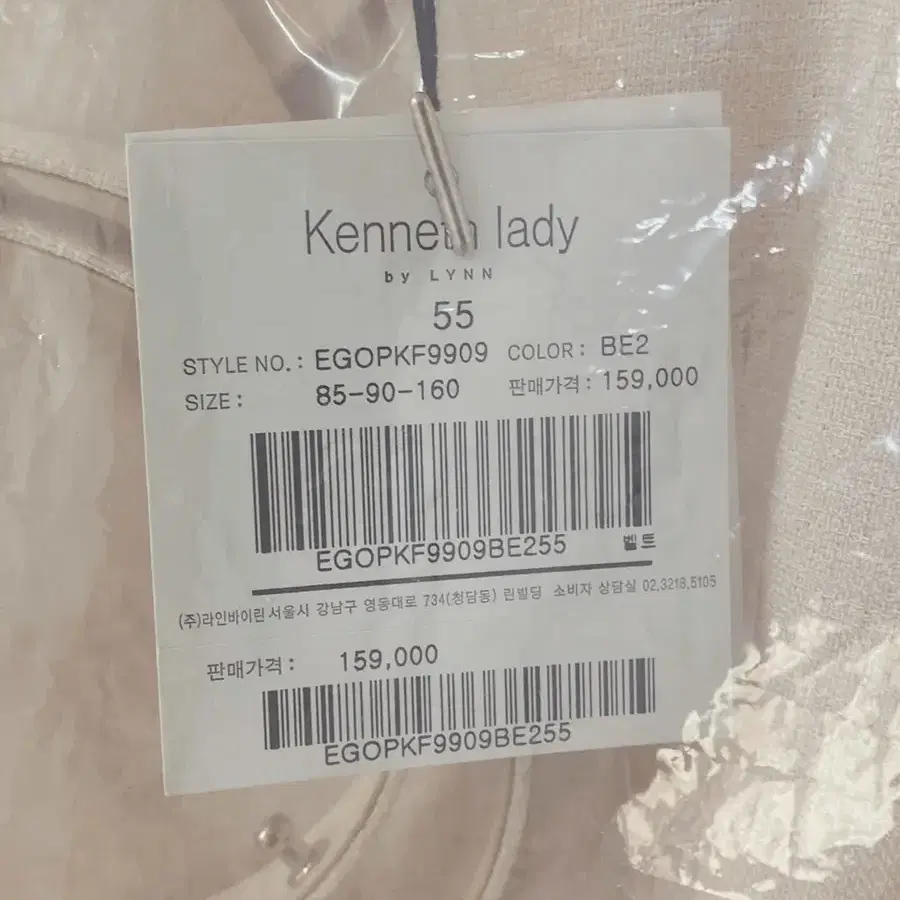 Kenneth lady
by LYNN
55
STYLE NO.: EGOPKF9909 COLOR: BE2
SIZE: 85-90-160 판매가격: 159,000
EGOPKF9909BE255 벨트
(주)라인바이린 서울시 강남구 영동대로 734(청담동) 린빌딩 소비자 상담실 02.3218.5105
판매가격: 159,000
EGOPKF9909BE255